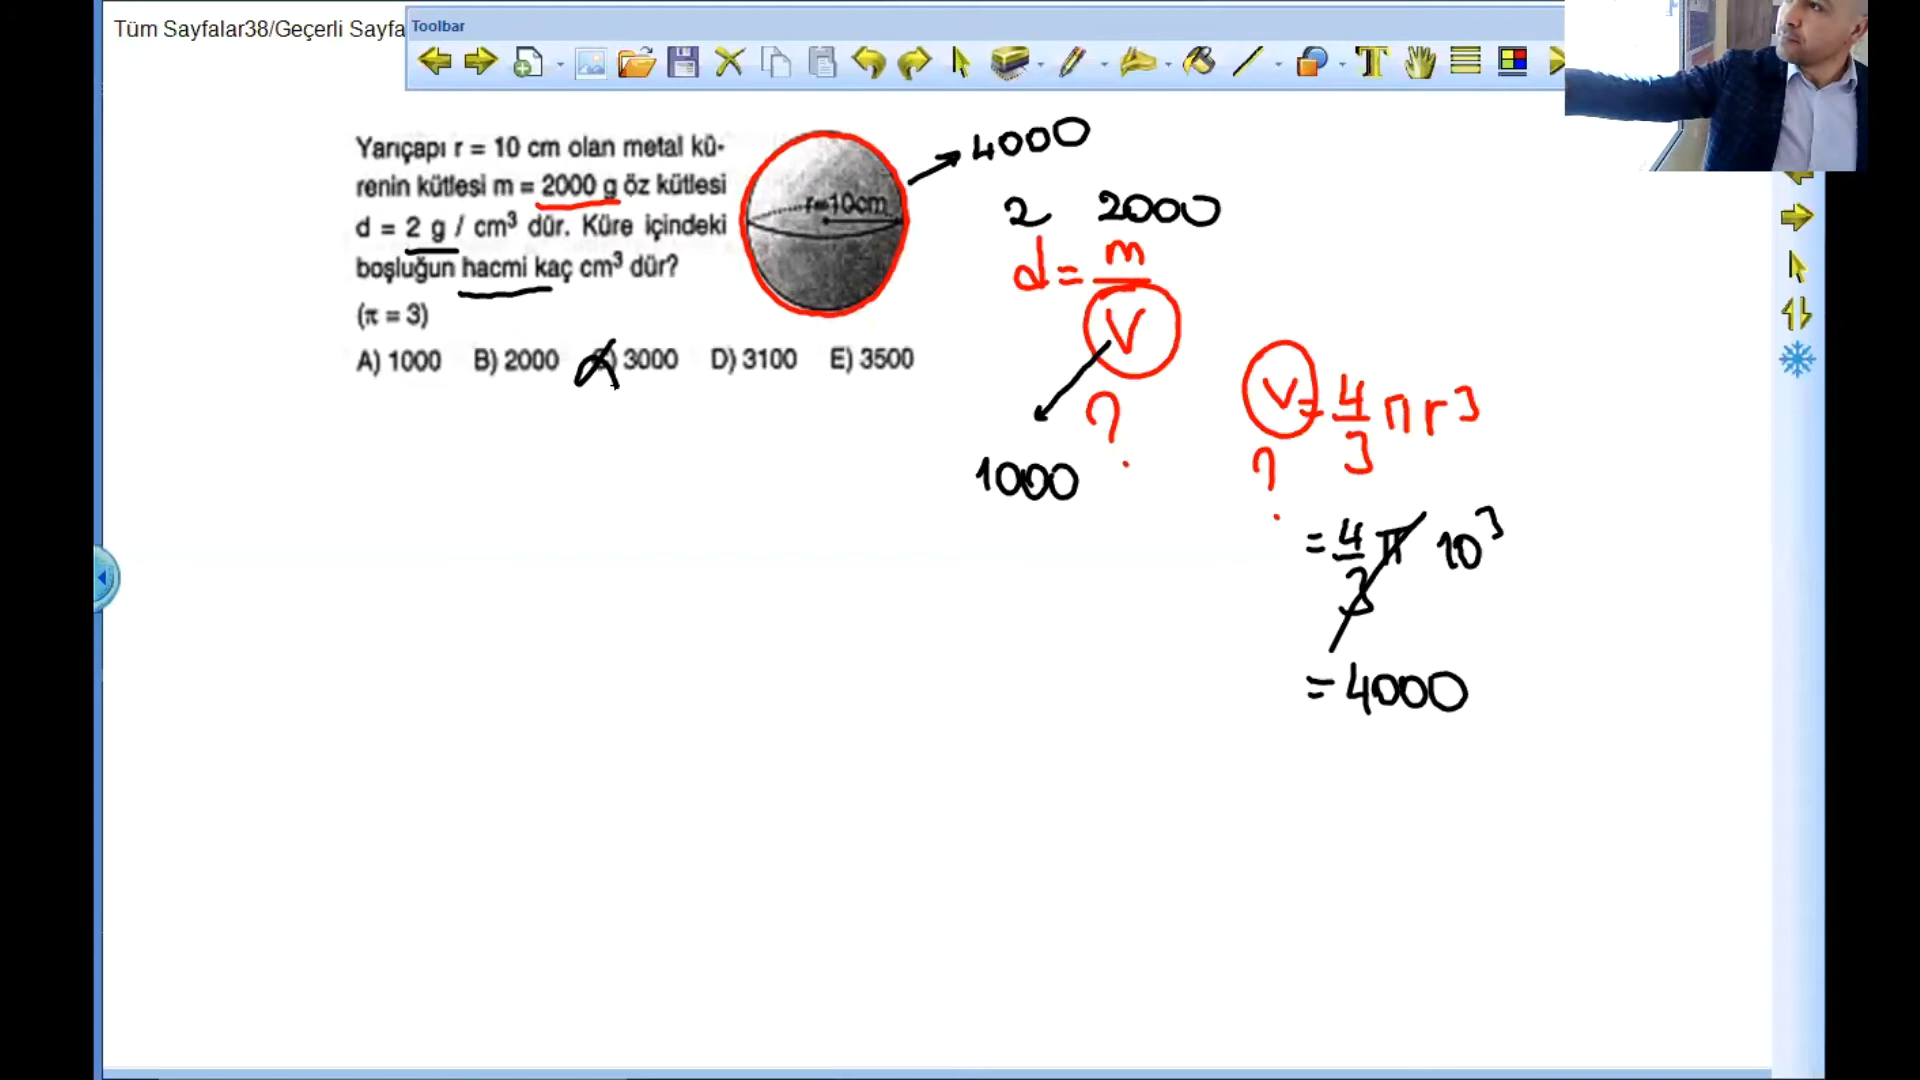 Tüm Sayfalar38/Geçerli Sayfa
Toolbar
Yarıçapı r = 10 cm olan metal kü-
renin kütlesi m = 2000 g öz kütlesi
d = 2 g / cm³ dür. Küre içindeki
boşluğun hacmi kaç cm³ dür?
(π = 3)
A) 1000 B) 2000 C) 3000 D) 3100 E) 3500
r=10cm
4000
2 2000
d = m
V
?
1000
V = 4/3 π r3
?
= 4/3 π 10³
= 4000